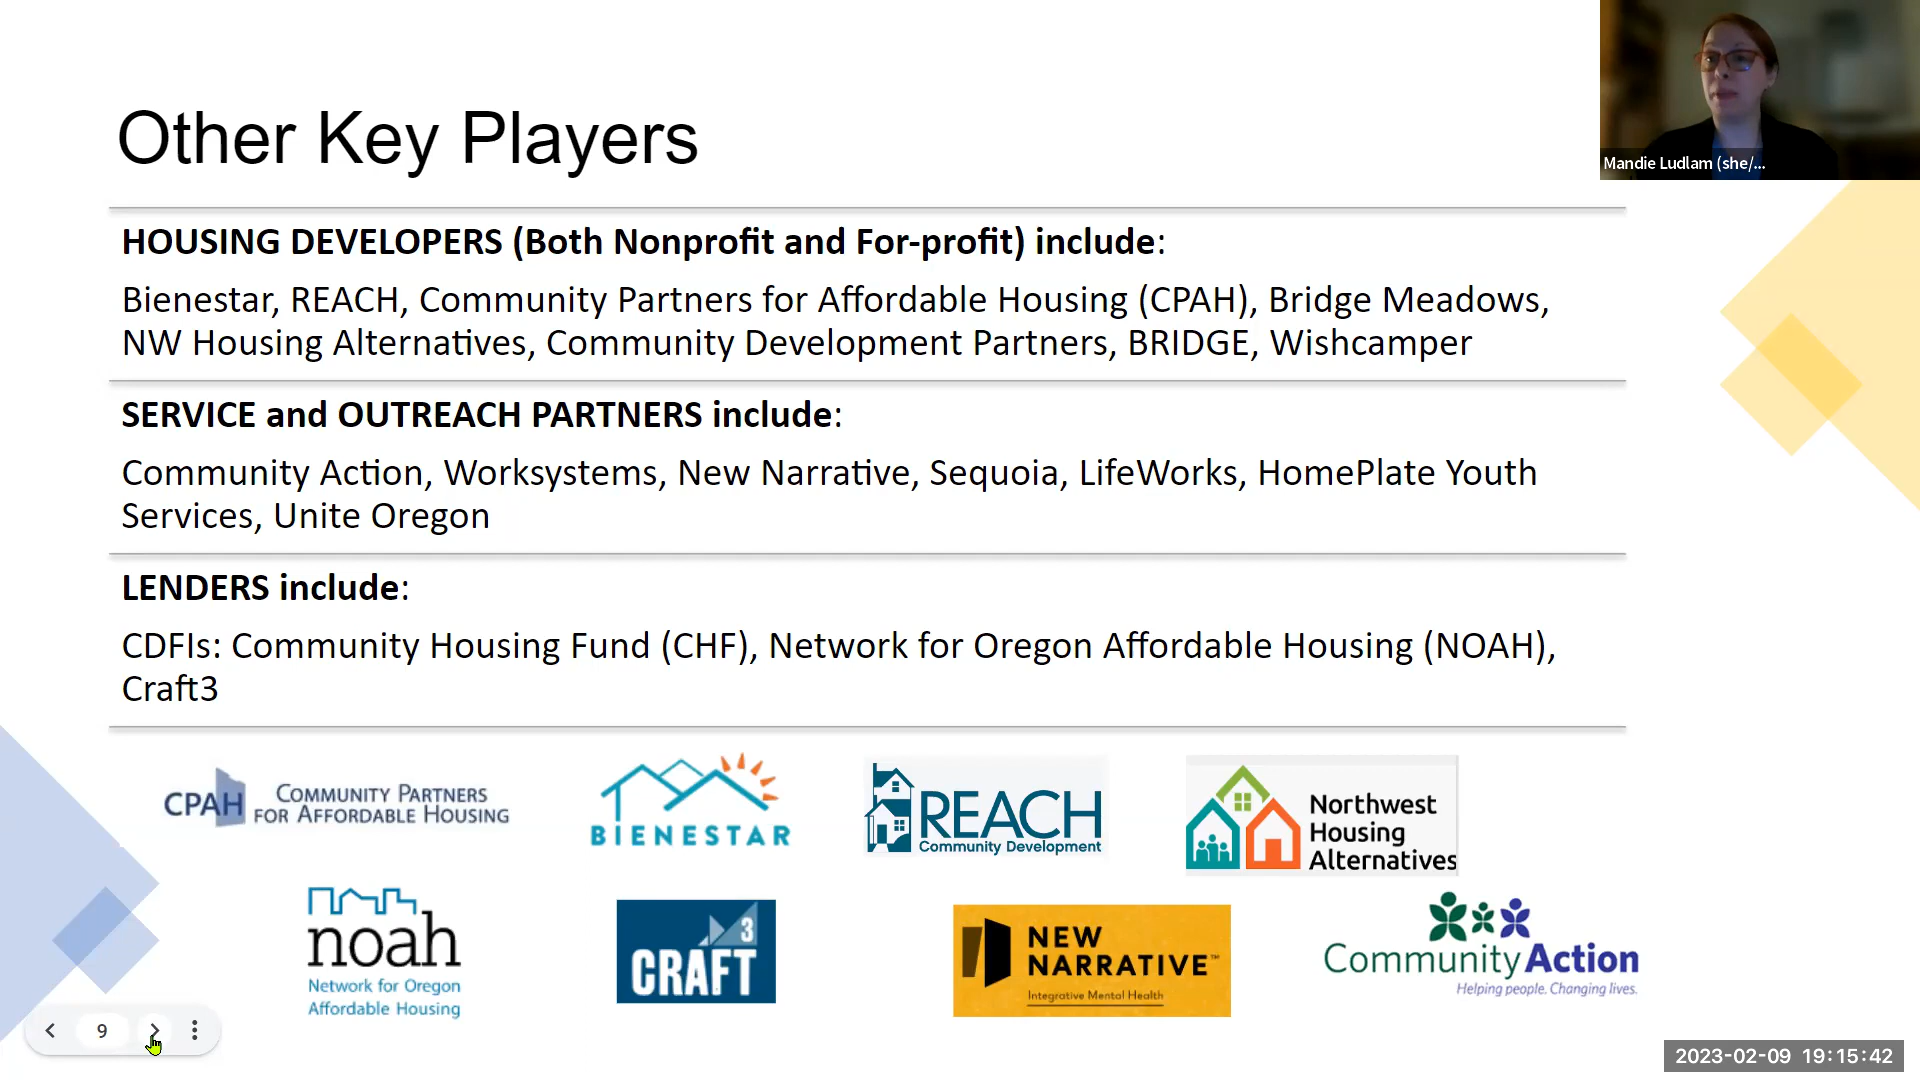 Mandie Ludlam (she/...
Other Key Players
HOUSING DEVELOPERS (Both Nonprofit and For-profit) include:
Bienestar, REACH, Community Partners for Affordable Housing (CPAH), Bridge Meadows,
NW Housing Alternatives, Community Development Partners, BRIDGE, Wishcamper
SERVICE and OUTREACH PARTNERS include:
Community Action, Worksystems, New Narrative, Sequoia, LifeWorks, HomePlate Youth
Services, Unite Oregon
LENDERS include:
CDFIs: Community Housing Fund (CHF), Network for Oregon Affordable Housing (NOAH),
Craft3
CPAH
COMMUNITY PARTNERS
FOR AFFORDABLE HOUSING
BIENESTAR
REACH
Community Development
Northwest
Housing
Alternatives
noah
Network for Oregon
Affordable Housing
3
CRAFT
NEW
NARRATIVE™
Integrative Mental Health
CommunityAction
Helping people. Changing lives.
9
2023-02-09 19:15:42